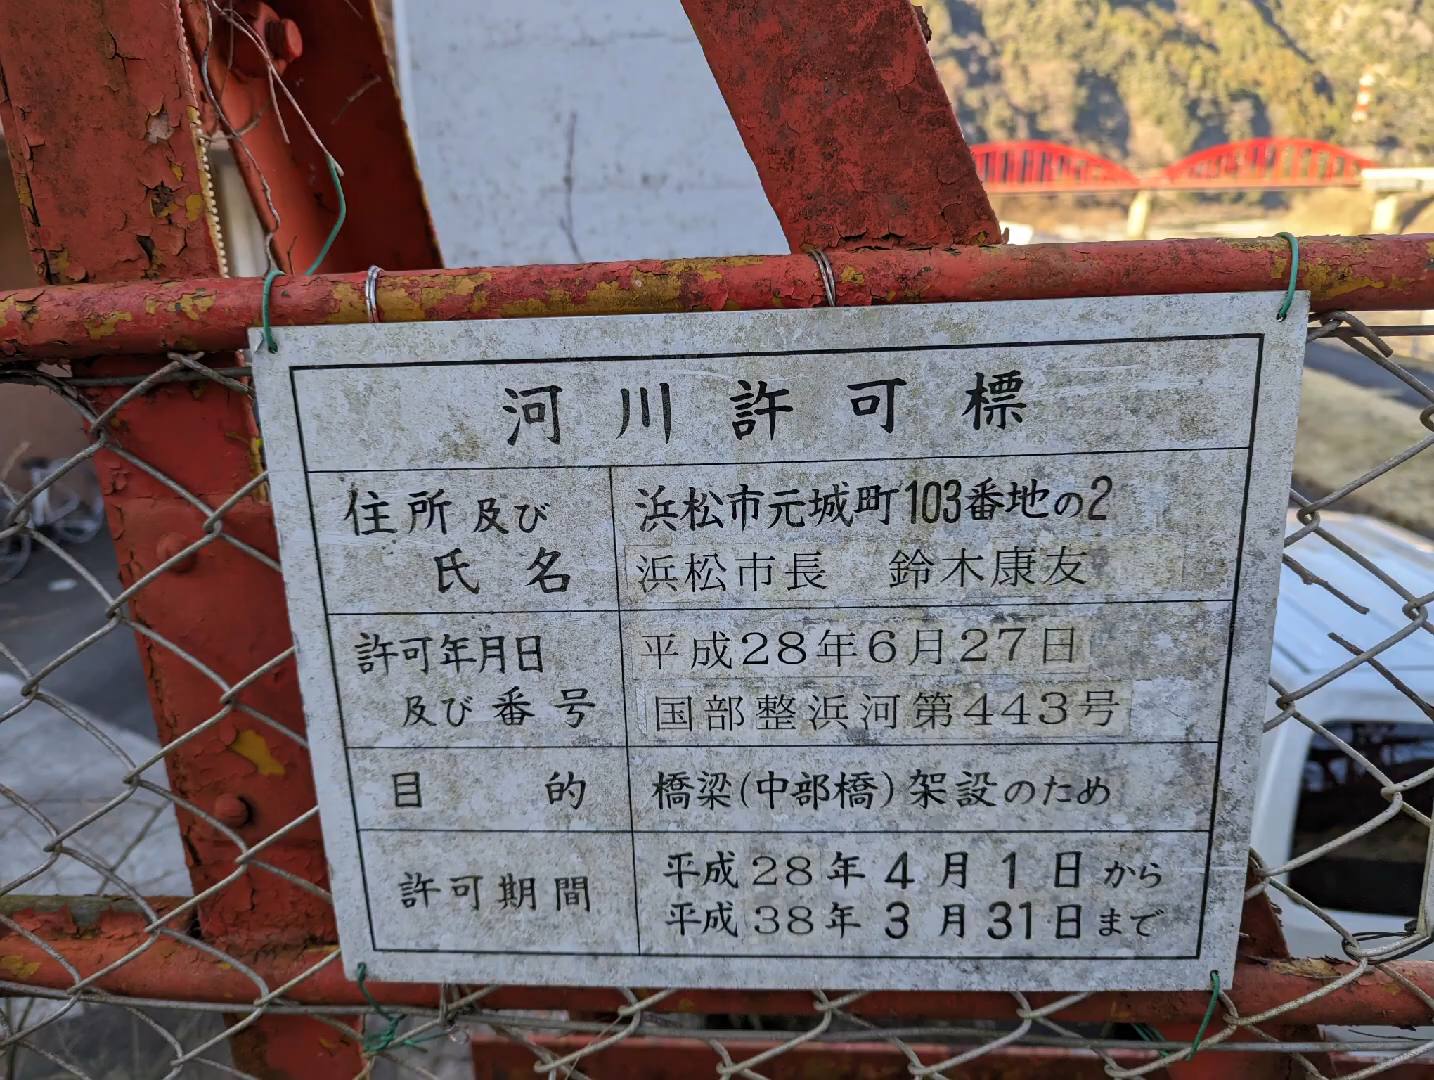 河川許可標
住所及び
氏名
浜松市元城町103番地の2
浜松市長 鈴木康友
許可年月日
及び番号
平成28年6月27日
国部整浜河第443号
目的
橋梁(中部橋)架設のため
許可期間
平成28年4月1日から
平成38年3月31日まで